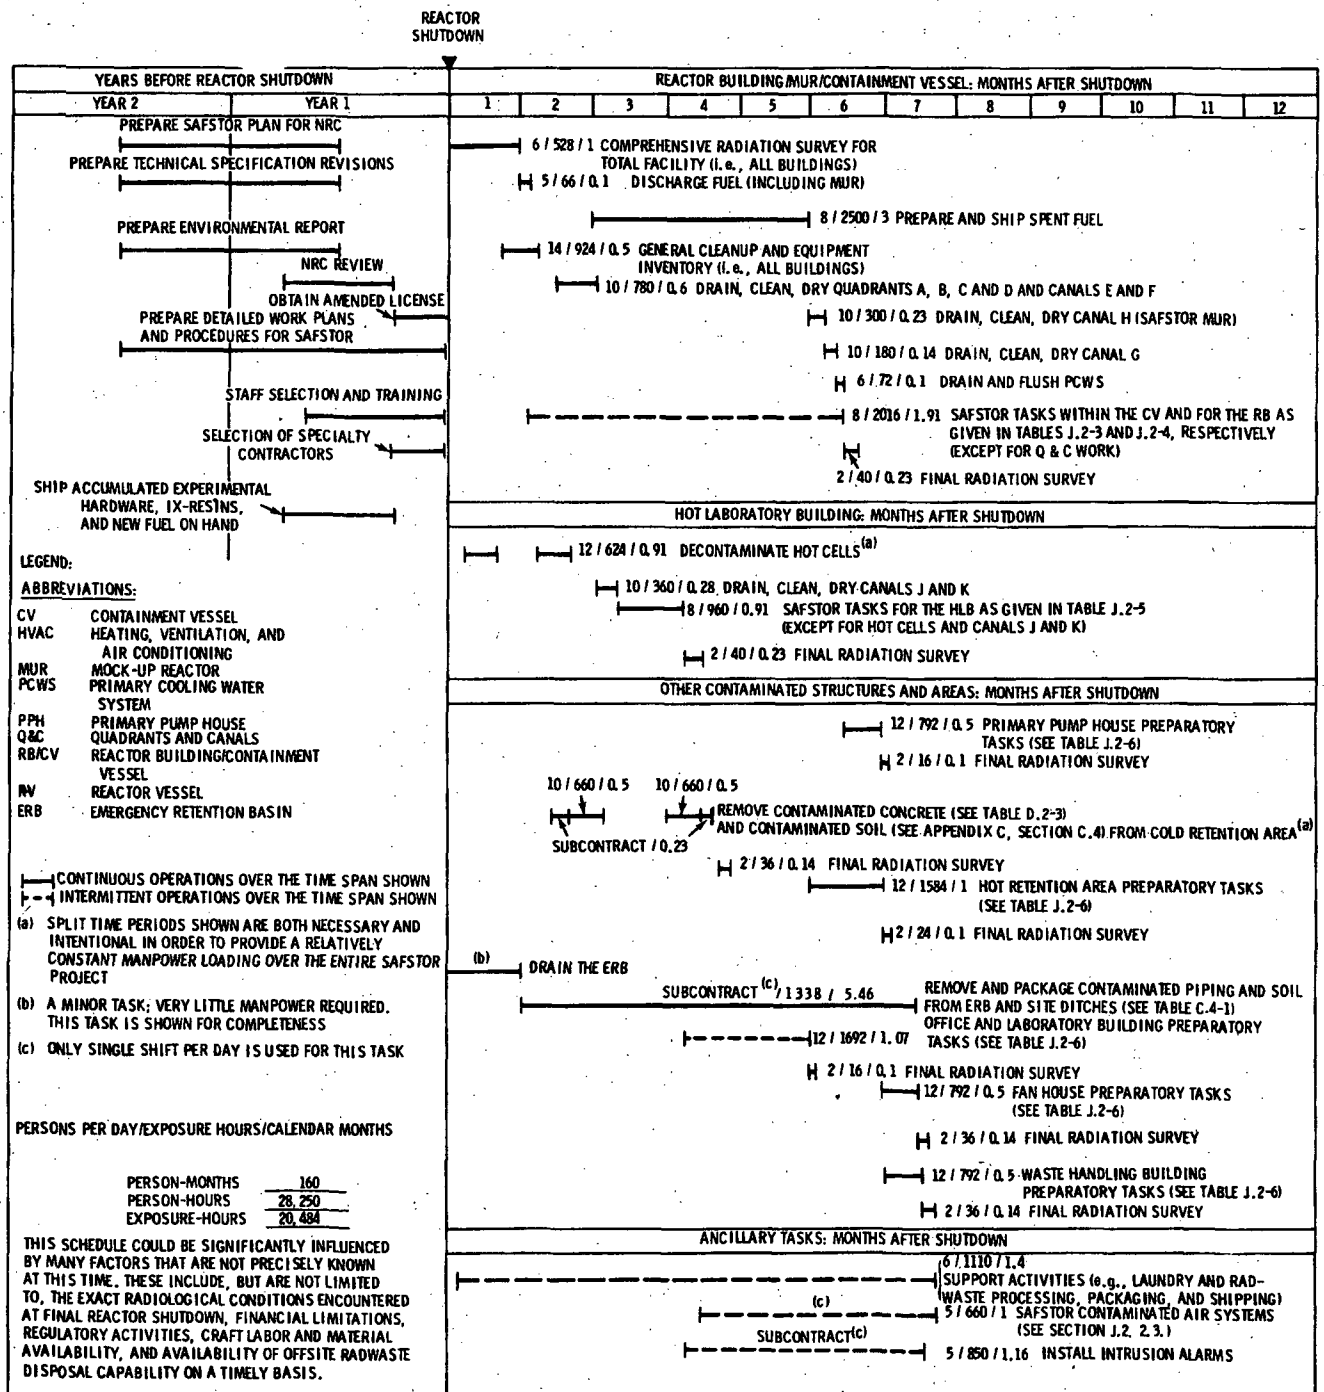 REACTOR
SHUTDOWN
YEARS BEFORE REACTOR SHUTDOWN
YEAR 2 YEAR 1
PREPARE SAFSTOR PLAN FOR NRC
PREPARE TECHNICAL SPECIFICATION REVISIONS
PREPARE ENVIRONMENTAL REPORT
NRC REVIEW
OBTAIN AMENDED LICENSE
PREPARE DETAILED WORK PLANS
AND PROCEDURES FOR SAFSTOR
STAFF SELECTION AND TRAINING
SELECTION OF SPECIALTY
CONTRACTORS
SHIP ACCUMULATED EXPERIMENTAL
HARDWARE, IX-RESINS,
AND NEW FUEL ON HAND
LEGEND:
ABBREVIATIONS:
CV CONTAINMENT VESSEL
HVAC HEATING, VENTILATION, AND
AIR CONDITIONING
MUR MOCK-UP REACTOR
PCWS PRIMARY COOLING WATER
SYSTEM
PPH PRIMARY PUMP HOUSE
Q&C QUADRANTS AND CANALS
RB/CV REACTOR BUILDING/CONTAINMENT
VESSEL
RV REACTOR VESSEL
ERB EMERGENCY RETENTION BASIN
CONTINUOUS OPERATIONS OVER THE TIME SPAN SHOWN
INTERMITTENT OPERATIONS OVER THE TIME SPAN SHOWN
(a) SPLIT TIME PERIODS SHOWN ARE BOTH NECESSARY AND
INTENTIONAL IN ORDER TO PROVIDE A RELATIVELY
CONSTANT MANPOWER LOADING OVER THE ENTIRE SAFSTOR
PROJECT
(b) A MINOR TASK; VERY LITTLE MANPOWER REQUIRED.
THIS TASK IS SHOWN FOR COMPLETENESS
(c) ONLY SINGLE SHIFT PER DAY IS USED FOR THIS TASK
PERSONS PER DAY/EXPOSURE HOURS/CALENDAR MONTHS
PERSON-MONTHS 160
PERSON-HOURS 28,250
EXPOSURE-HOURS 20,484
THIS SCHEDULE COULD BE SIGNIFICANTLY INFLUENCED
BY MANY FACTORS THAT ARE NOT PRECISELY KNOWN
AT THIS TIME. THESE INCLUDE, BUT ARE NOT LIMITED
TO, THE EXACT RADIOLOGICAL CONDITIONS ENCOUNTERED
AT FINAL REACTOR SHUTDOWN, FINANCIAL LIMITATIONS,
REGULATORY ACTIVITIES, CRAFT LABOR AND MATERIAL
AVAILABILITY, AND AVAILABILITY OF OFFSITE RADWASTE
DISPOSAL CAPABILITY ON A TIMELY BASIS.
REACTOR BUILDING/MUR/CONTAINMENT VESSEL: MONTHS AFTER SHUTDOWN
1 2 3 4 5 6 7 8 9 10 11 12
6 / 528 / 1 COMPREHENSIVE RADIATION SURVEY FOR
TOTAL FACILITY (i.e., ALL BUILDINGS)
5 / 66 / 0.1 DISCHARGE FUEL (INCLUDING MUR)
8 / 2500 / 3 PREPARE AND SHIP SPENT FUEL
14 / 924 / 0.5 GENERAL CLEANUP AND EQUIPMENT
INVENTORY (i.e., ALL BUILDINGS)
10 / 780 / 0.6 DRAIN, CLEAN, DRY QUADRANTS A, B, C AND D AND CANALS E AND F
10 / 300 / 0.23 DRAIN, CLEAN, DRY CANAL H (SAFSTOR MUR)
10 / 180 / 0.14 DRAIN, CLEAN, DRY CANAL G
6 / 72 / 0.1 DRAIN AND FLUSH PCWS
8 / 2016 / 1.91 SAFSTOR TASKS WITHIN THE CV AND FOR THE RB AS
GIVEN IN TABLES J.2-3 AND J.2-4, RESPECTIVELY
(EXCEPT FOR Q & C WORK)
2 / 40 / 0.23 FINAL RADIATION SURVEY
HOT LABORATORY BUILDING: MONTHS AFTER SHUTDOWN
12 / 624 / 0.91 DECONTAMINATE HOT CELLS(a)
10 / 360 / 0.28 DRAIN, CLEAN, DRY CANALS J AND K
8 / 960 / 0.91 SAFSTOR TASKS FOR THE HLB AS GIVEN IN TABLE J.2-5
(EXCEPT FOR HOT CELLS AND CANALS J AND K)
2 / 40 / 0.23 FINAL RADIATION SURVEY
OTHER CONTAMINATED STRUCTURES AND AREAS: MONTHS AFTER SHUTDOWN
12 / 792 / 0.5 PRIMARY PUMP HOUSE PREPARATORY
TASKS (SEE TABLE J.2-6)
2 / 16 / 0.1 FINAL RADIATION SURVEY
10 / 660 / 0.5 10 / 660 / 0.5
REMOVE CONTAMINATED CONCRETE (SEE TABLE D.2-3)
AND CONTAMINATED SOIL (SEE APPENDIX C, SECTION C.4) FROM COLD RETENTION AREA(a)
SUBCONTRACT / 0.23
2 / 36 / 0.14 FINAL RADIATION SURVEY
12 / 1584 / 1 HOT RETENTION AREA PREPARATORY TASKS
(SEE TABLE J.2-6)
2 / 24 / 0.1 FINAL RADIATION SURVEY
(b) DRAIN THE ERB
SUBCONTRACT (c) / 1338 / 5.46 REMOVE AND PACKAGE CONTAMINATED PIPING AND SOIL
FROM ERB AND SITE DITCHES (SEE TABLE C.4-1)
12 / 1692 / 1.07 OFFICE AND LABORATORY BUILDING PREPARATORY
TASKS (SEE TABLE J.2-6)
2 / 16 / 0.1 FINAL RADIATION SURVEY
12 / 792 / 0.5 FAN HOUSE PREPARATORY TASKS
(SEE TABLE J.2-6)
2 / 36 / 0.14 FINAL RADIATION SURVEY
12 / 792 / 0.5 WASTE HANDLING BUILDING
PREPARATORY TASKS (SEE TABLE J.2-6)
2 / 36 / 0.14 FINAL RADIATION SURVEY
ANCILLARY TASKS: MONTHS AFTER SHUTDOWN
6 / 1110 / 1.4
SUPPORT ACTIVITIES (e.g., LAUNDRY AND RAD-
WASTE PROCESSING, PACKAGING, AND SHIPPING)
(c) 5 / 660 / 1 SAFSTOR CONTAMINATED AIR SYSTEMS
(SEE SECTION J.2. 2.3.)
SUBCONTRACT(c) 5 / 850 / 1.16 INSTALL INTRUSION ALARMS